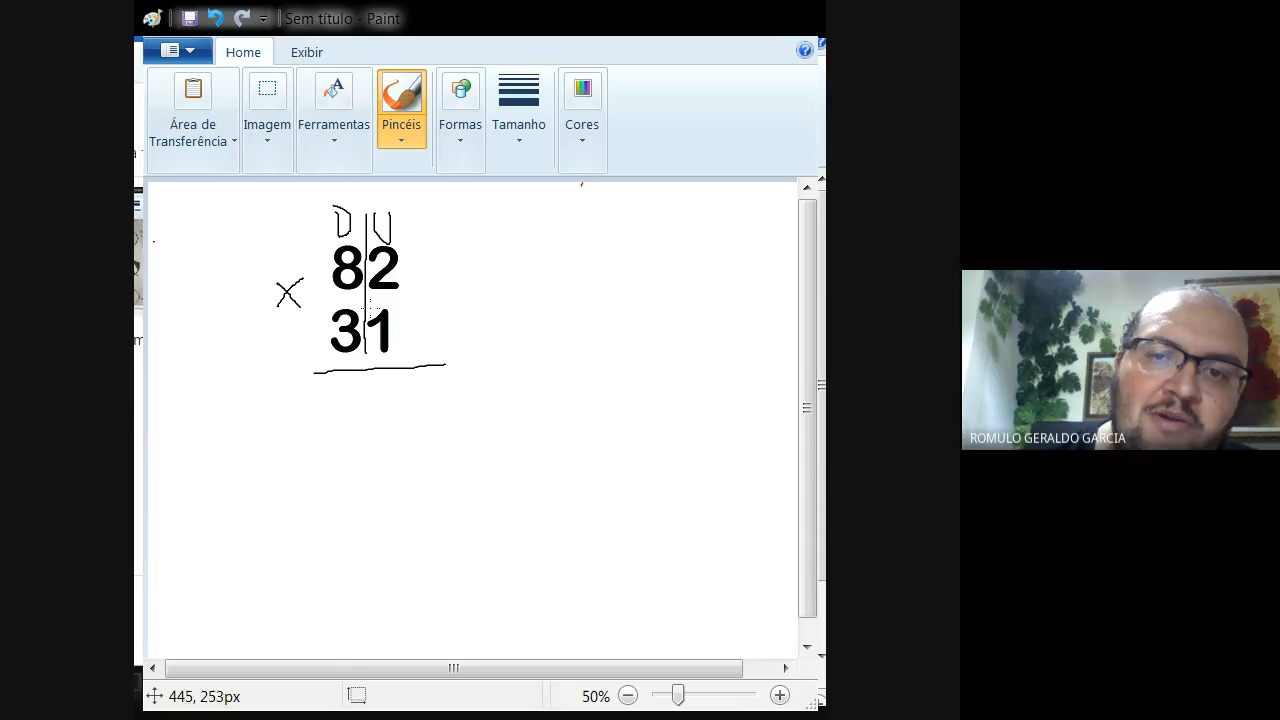 Sem título - Paint
Home Exibir
Área de Transferência
Imagem
Ferramentas
Pincéis
Formas
Tamanho
Cores
D U
82
X
31
ROMULO GERALDO GARCIA
445, 253px
50%